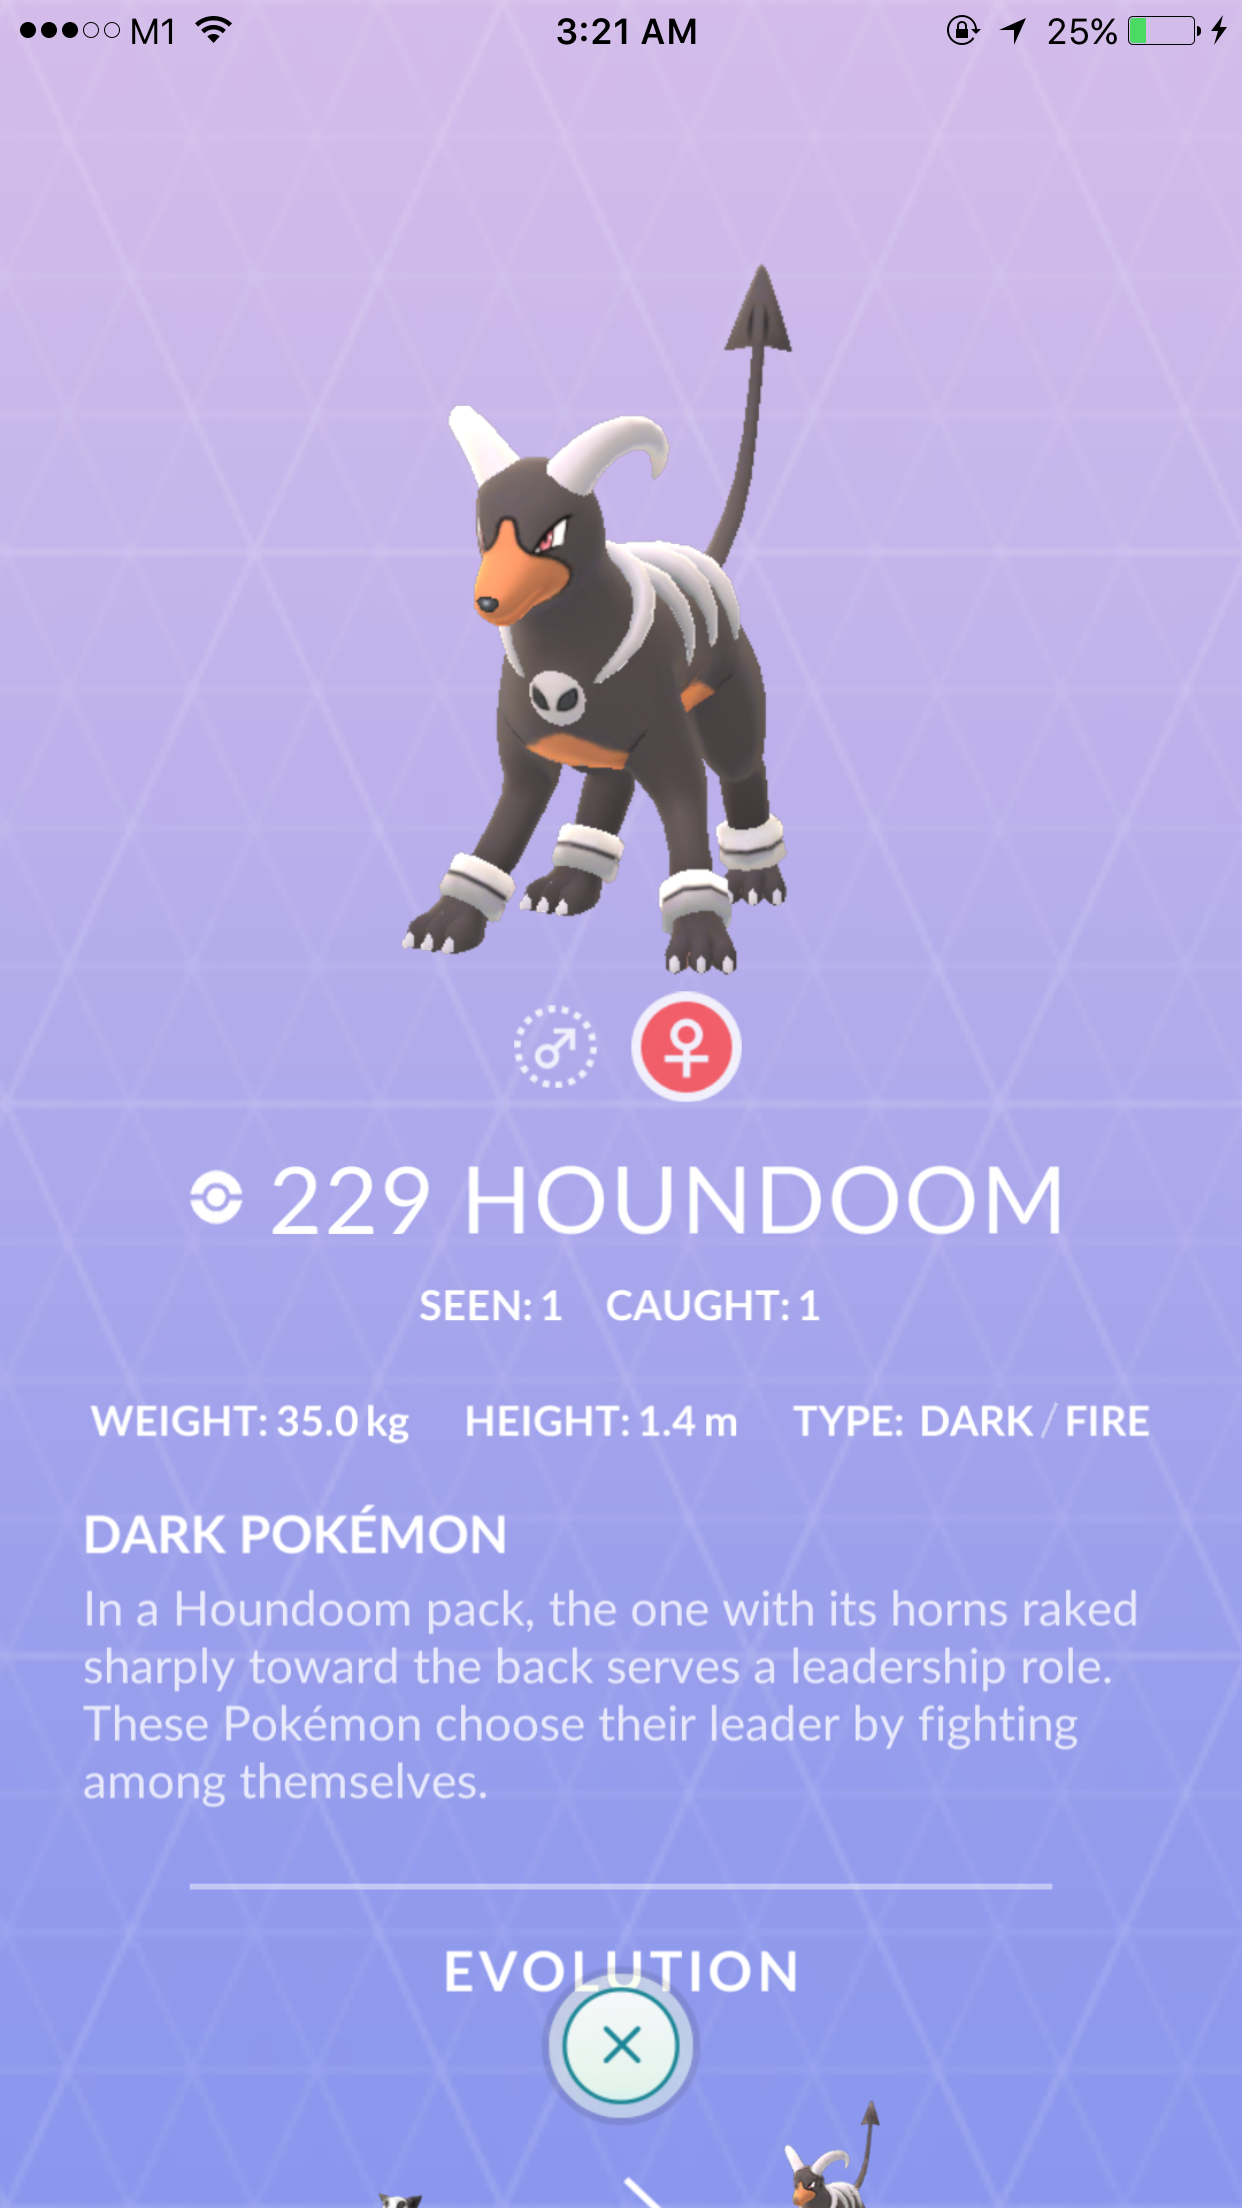 M1 3:21 AM 25%
229 HOUNDOOM
SEEN: 1 CAUGHT: 1
WEIGHT: 35.0 kg HEIGHT: 1.4 m TYPE: DARK / FIRE
DARK POKÉMON
In a Houndoom pack, the one with its horns raked
sharply toward the back serves a leadership role.
These Pokémon choose their leader by fighting
among themselves.
EVOLUTION